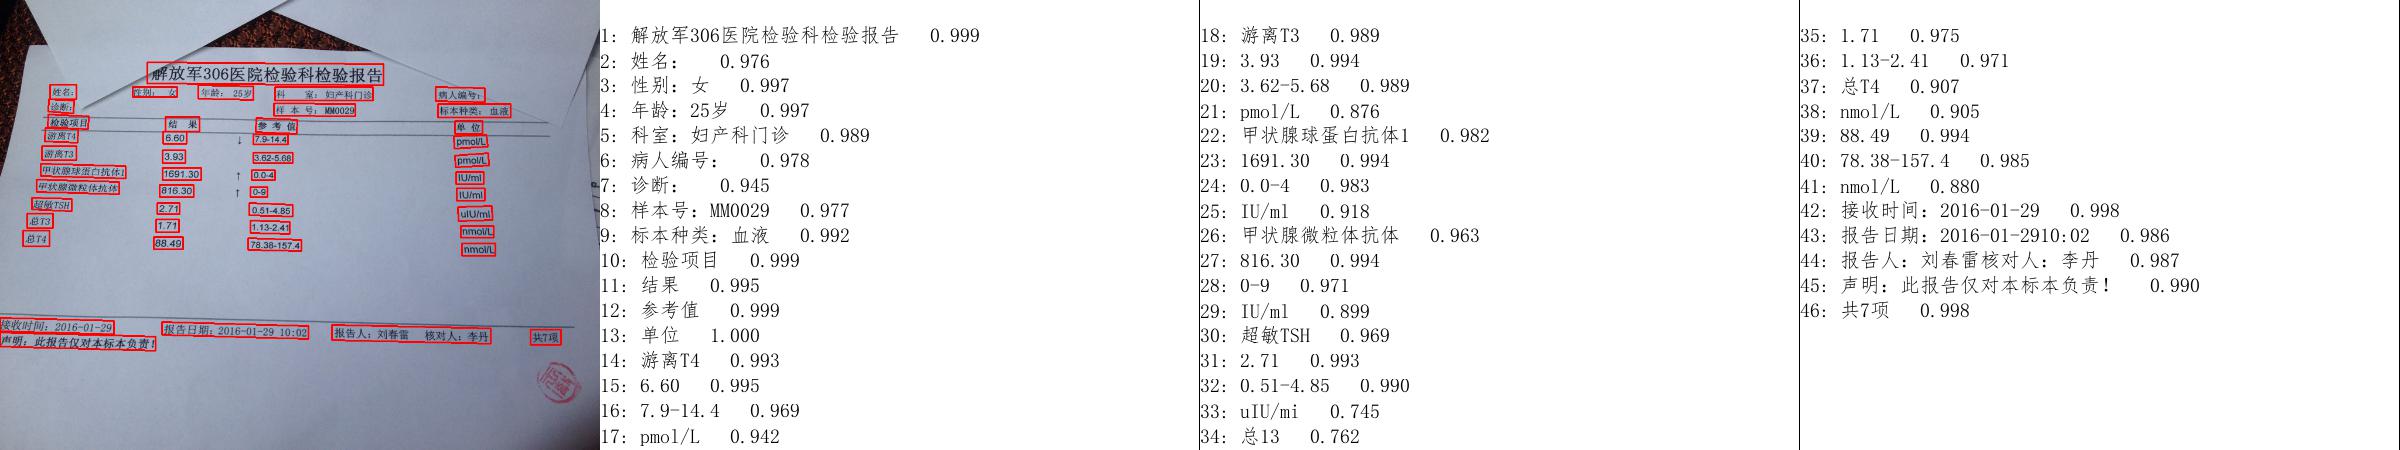 解放军306医院检验科检验报告
姓名: 性别: 女 年龄: 25岁 科 室: 妇产科门诊 病人编号:
诊断: 样 本 号: MM0029 标本种类: 血液
检验项目 结 果 参 考 值 单 位
游离T4 6.60 ↓ 7.9-14.4 pmol/L
游离T3 3.93 3.62-5.68 pmol/L
甲状腺球蛋白抗体1 1691.30 ↑ 0.0-4 IU/ml
甲状腺微粒体抗体 816.30 ↑ 0-9 IU/ml
超敏TSH 2.71 0.51-4.85 uIU/ml
总T3 1.71 1.13-2.41 nmol/L
总T4 88.49 78.38-157.4 nmol/L
接收时间: 2016-01-29 报告日期: 2016-01-29 10:02 报告人: 刘春雷 核对人: 李丹 共7项
声明: 此报告仅对本标本负责!
1: 解放军306医院检验科检验报告 0.999
2: 姓名: 0.976
3: 性别: 女 0.997
4: 年龄: 25岁 0.997
5: 科室: 妇产科门诊 0.989
6: 病人编号: 0.978
7: 诊断: 0.945
8: 样本号: MM0029 0.977
9: 标本种类: 血液 0.992
10: 检验项目 0.999
11: 结果 0.995
12: 参考值 0.999
13: 单位 1.000
14: 游离T4 0.993
15: 6.60 0.995
16: 7.9-14.4 0.969
17: pmol/L 0.942
18: 游离T3 0.989
19: 3.93 0.994
20: 3.62-5.68 0.989
21: pmol/L 0.876
22: 甲状腺球蛋白抗体1 0.982
23: 1691.30 0.994
24: 0.0-4 0.983
25: IU/ml 0.918
26: 甲状腺微粒体抗体 0.963
27: 816.30 0.994
28: 0-9 0.971
29: IU/ml 0.899
30: 超敏TSH 0.969
31: 2.71 0.993
32: 0.51-4.85 0.990
33: uIU/mi 0.745
34: 总13 0.762
35: 1.71 0.975
36: 1.13-2.41 0.971
37: 总T4 0.907
38: nmol/L 0.905
39: 88.49 0.994
40: 78.38-157.4 0.985
41: nmol/L 0.880
42: 接收时间: 2016-01-29 0.998
43: 报告日期: 2016-01-2910:02 0.986
44: 报告人: 刘春雷核对人: 李丹 0.987
45: 声明: 此报告仅对本标本负责! 0.990
46: 共7项 0.998